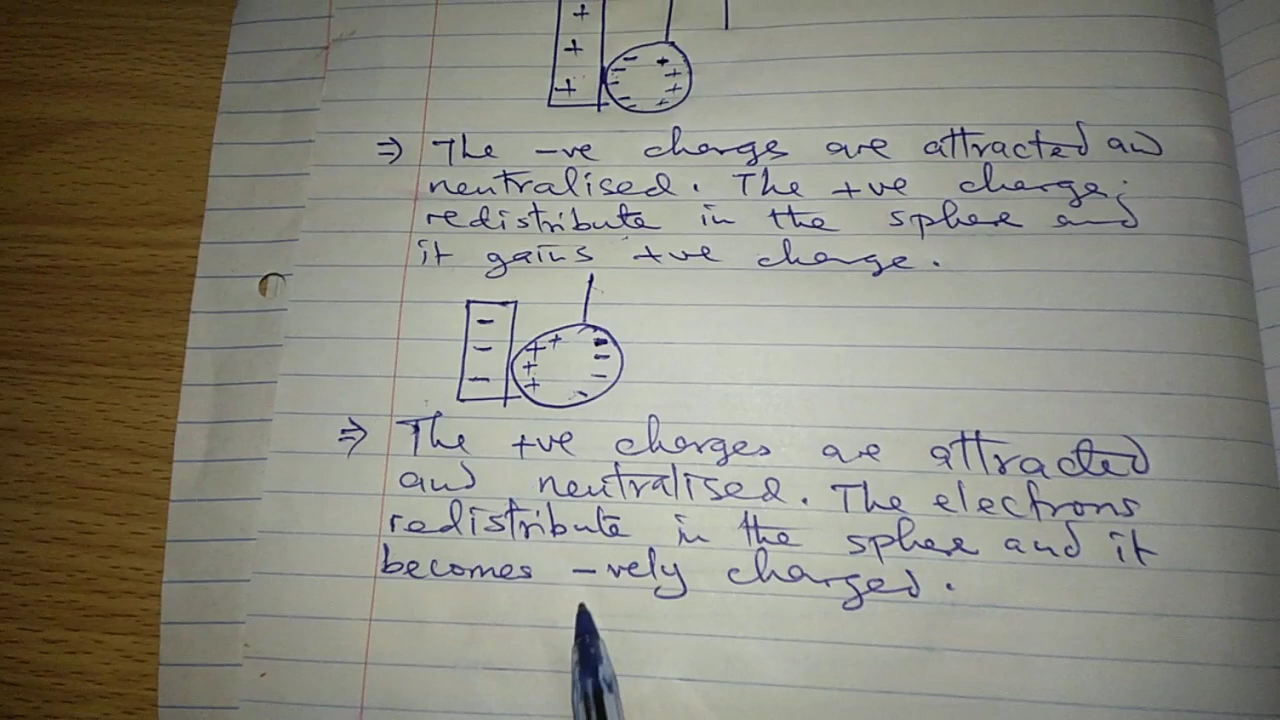 +
+
+
- +
- +
- +
- +
⇒ The -ve charges are attracted and
neutralised. The +ve charges
redistribute in the sphere and
it gains +ve charge.
-
-
-
+ +
+
+
-
-
-
-
⇒ The +ve charges are attracted
and neutralised. The electrons
redistribute in the sphere and it
becomes -vely charged.